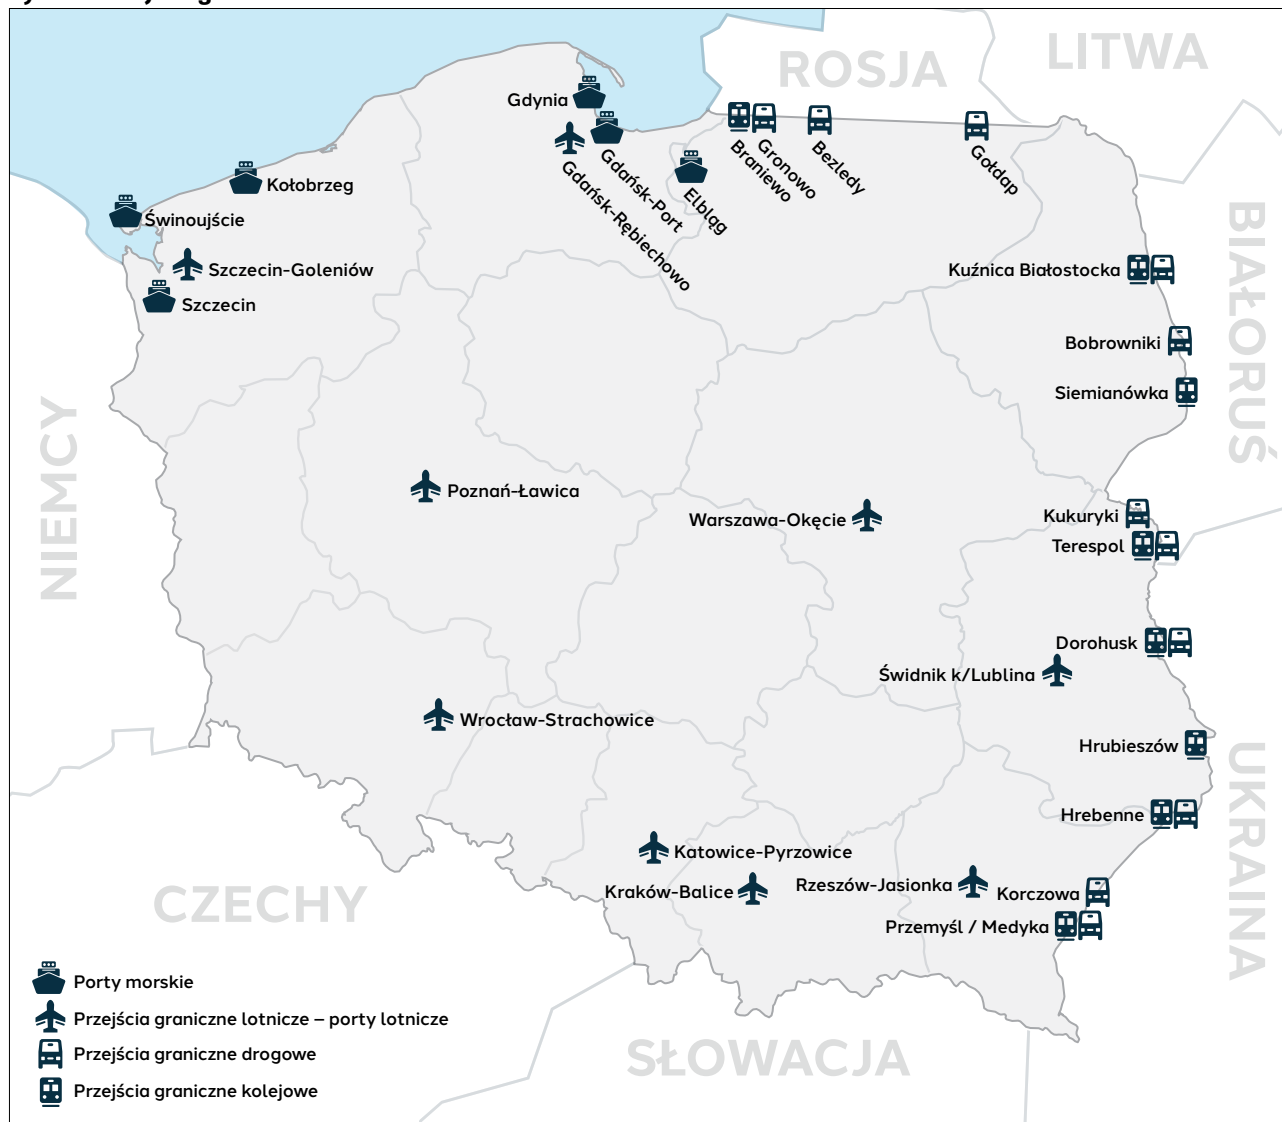 ROSJA
LITWA
Gdynia
Gdańsk-Port
Gdańsk-Rębiechowo
Elbląg
Braniewo
Gronowo
Bezledy
Gołdap
Kołobrzeg
Świnoujście
Szczecin-Goleniów
Szczecin
Kuźnica Białostocka
BIAŁORUŚ
Bobrowniki
Siemianówka
NIEMCY
Poznań-Ławica
Warszawa-Okęcie
Kukuryki
Terespol
Dorohusk
Świdnik k/Lublina
Wrocław-Strachowice
Hrubieszów
UKRAINA
Hrebenne
Katowice-Pyrzowice
Kraków-Balice
Rzeszów-Jasionka
Korczowa
Przemyśl / Medyka
CZECHY
SŁOWACJA
Porty morskie
Przejścia graniczne lotnicze – porty lotnicze
Przejścia graniczne drogowe
Przejścia graniczne kolejowe